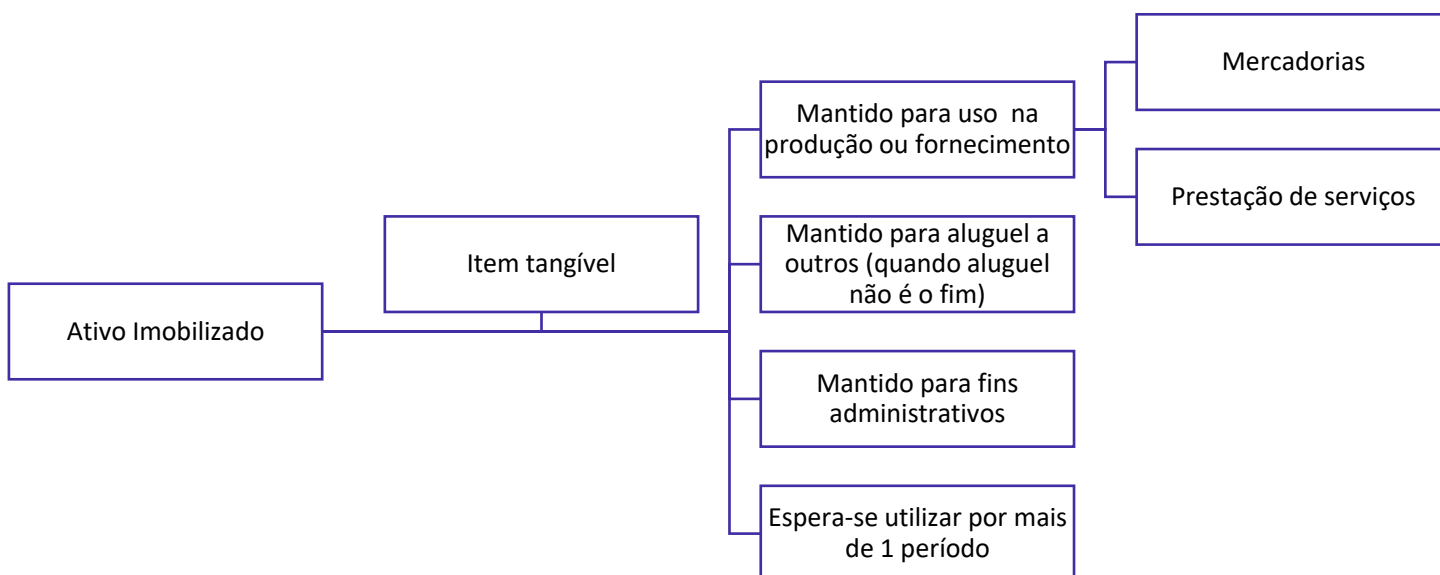 Ativo Imobilizado
Item tangível
Mantido para uso na
produção ou fornecimento
Mercadorias
Prestação de serviços
Mantido para aluguel a
outros (quando aluguel
não é o fim)
Mantido para fins
administrativos
Espera-se utilizar por mais
de 1 período